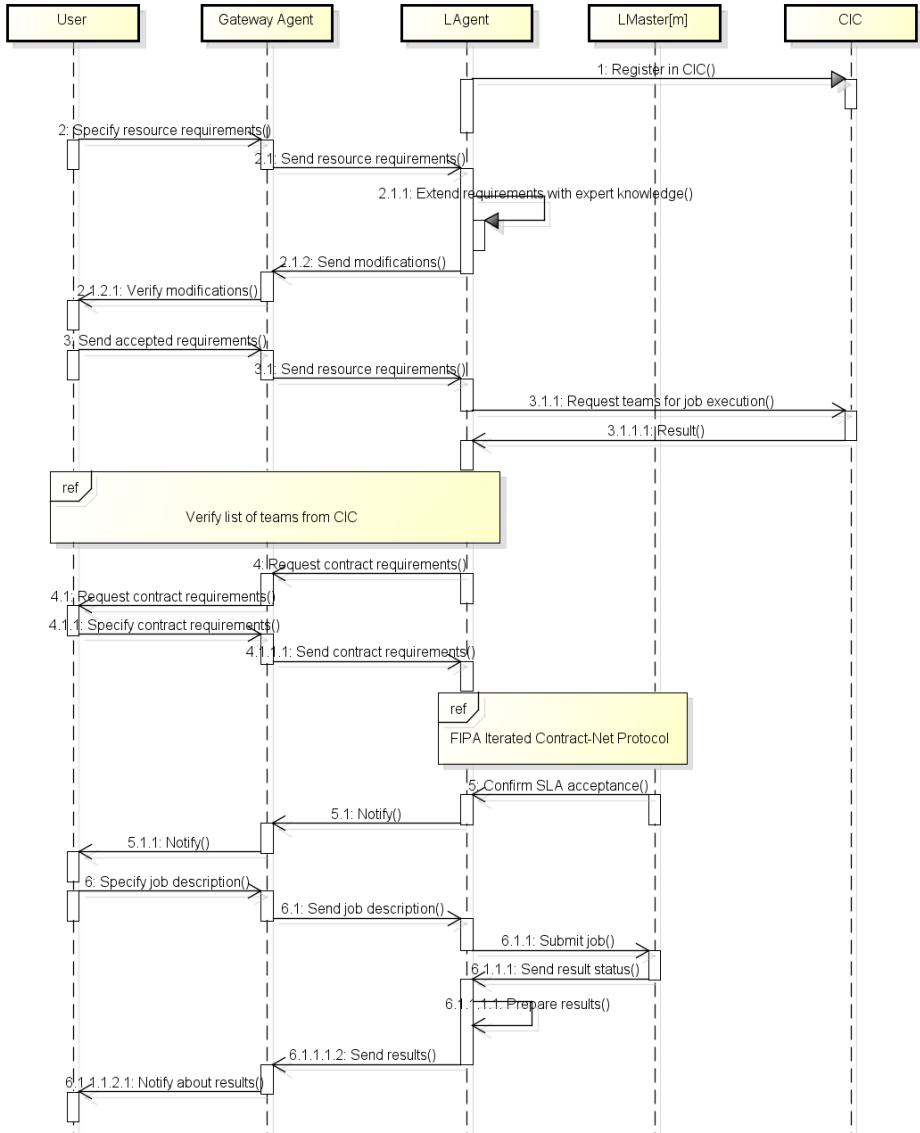 User
Gateway Agent
LAgent
LMaster[m]
CIC
1: Register in CIC()
2: Specify resource requirements()
2.1: Send resource requirements()
2.1.1: Extend requirements with expert knowledge()
2.1.2: Send modifications()
2.1.2.1: Verify modifications()
3: Send accepted requirements()
3.1: Send resource requirements()
3.1.1: Request teams for job execution()
3.1.1.1: Result()
ref
Verify list of teams from CIC
4: Request contract requirements()
4.1: Request contract requirements()
4.1.1: Specify contract requirements()
4.1.1.1: Send contract requirements()
ref
FIPA Iterated Contract-Net Protocol
5: Confirm SLA acceptance()
5.1: Notify()
5.1.1: Notify()
6: Specify job description()
6.1: Send job description()
6.1.1: Submit job()
6.1.1.1: Send result status()
6.1.1.1.1: Prepare results()
6.1.1.1.2: Send results()
6.1.1.1.2.1: Notify about results()